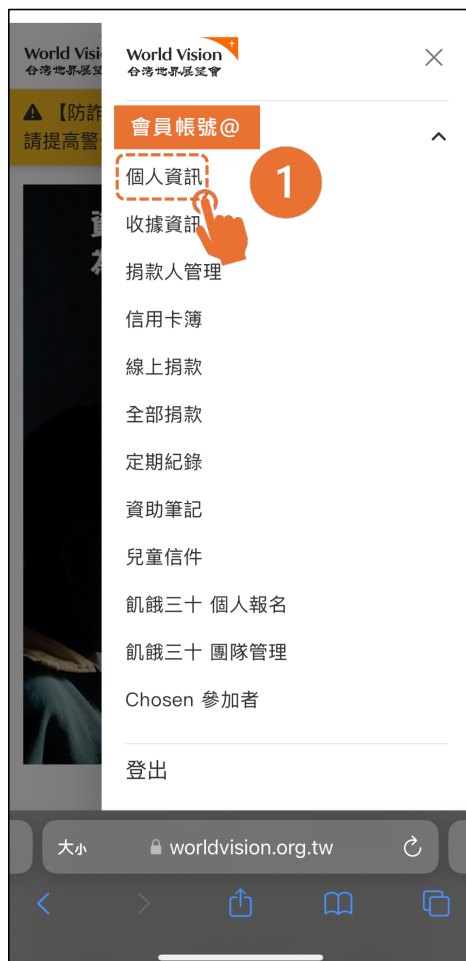 World Visi
台灣世界展望
World Vision
台灣世界展望會
【防詐
請提高警
會員帳號@
個人資訊
1
收據資訊
捐款人管理
信用卡簿
線上捐款
全部捐款
定期紀錄
資助筆記
兒童信件
飢餓三十 個人報名
飢餓三十 團隊管理
Chosen 參加者
登出
大小
worldvision.org.tw